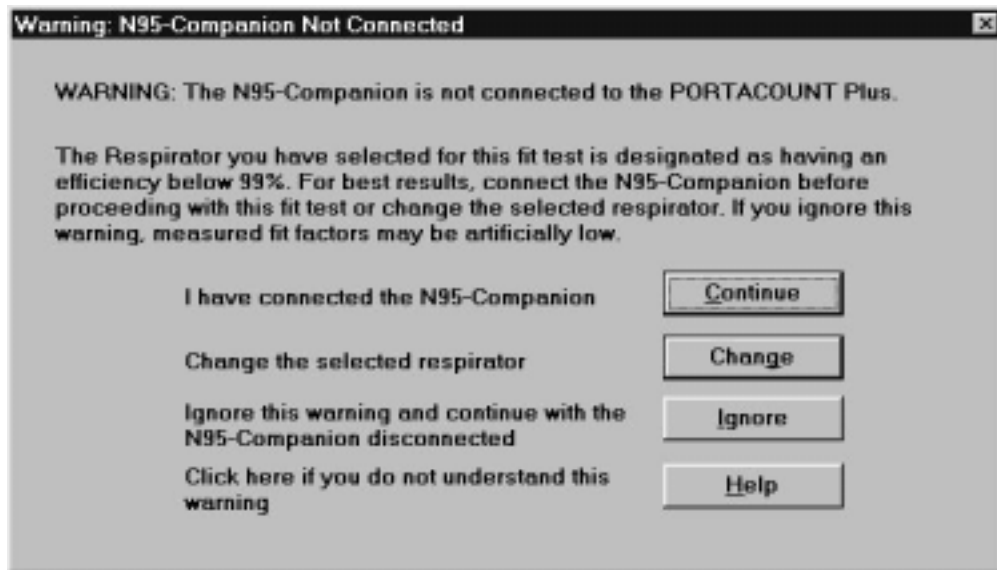 Warning: N95-Companion Not Connected
WARNING: The N95-Companion is not connected to the PORTACOUNT Plus.
The Respirator you have selected for this fit test is designated as having an
efficiency below 99%. For best results, connect the N95-Companion before
proceeding with this fit test or change the selected respirator. If you ignore this
warning, measured fit factors may be artificially low.
I have connected the N95-Companion
Continue
Change the selected respirator
Change
Ignore this warning and continue with the
N95-Companion disconnected
Ignore
Click here if you do not understand this
warning
Help